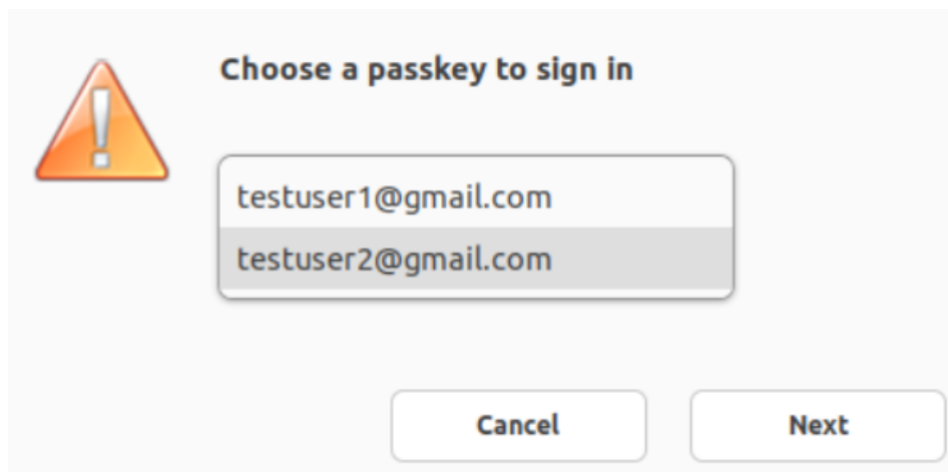 Choose a passkey to sign in
testuser1@gmail.com
testuser2@gmail.com
Cancel
Next